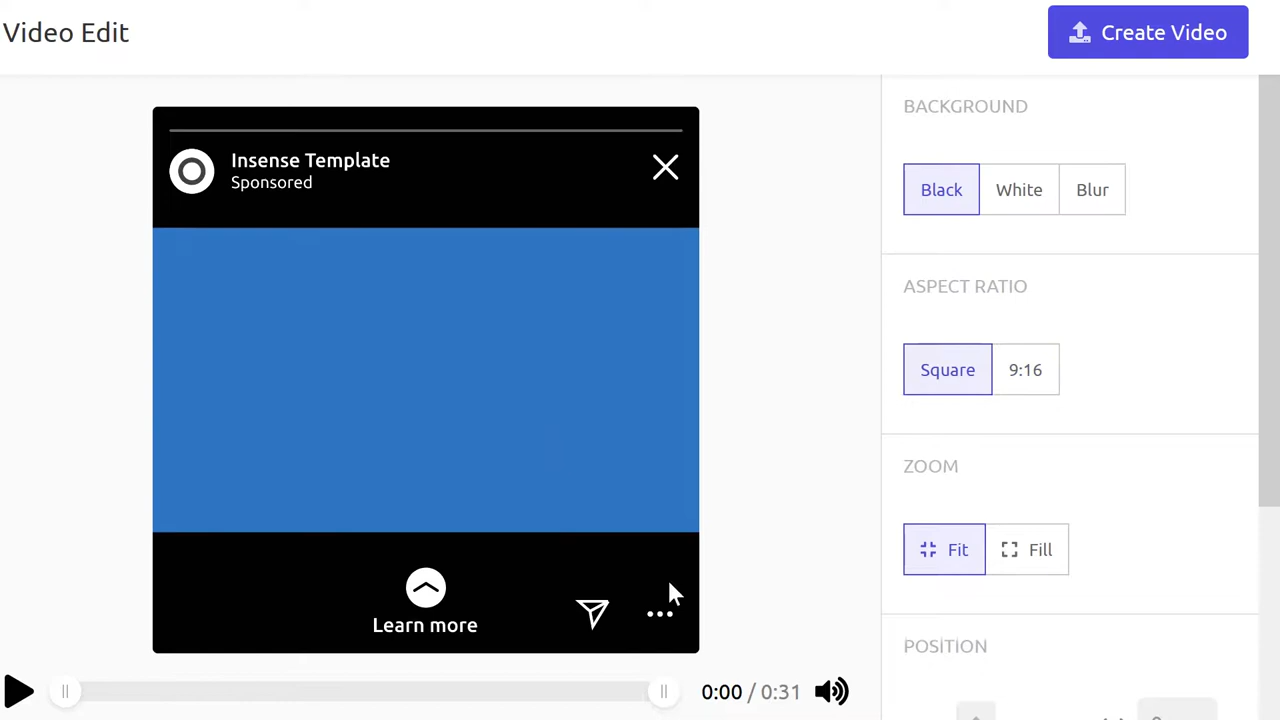 Video Edit
Create Video
Insense Template
Sponsored
Learn more
0:00 / 0:31
BACKGROUND
Black White Blur
ASPECT RATIO
Square 9:16
ZOOM
Fit Fill
POSITION